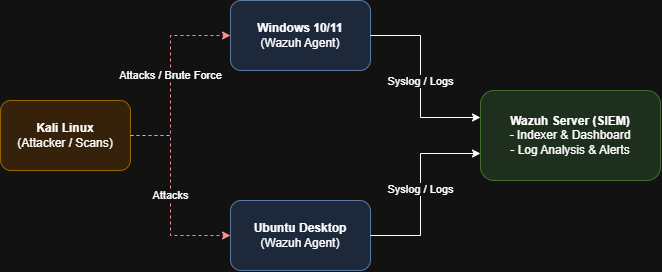 Windows 10/11
(Wazuh Agent)
Attacks / Brute Force
Syslog / Logs
Kali Linux
(Attacker / Scans)
Wazuh Server (SIEM)
- Indexer & Dashboard
- Log Analysis & Alerts
Attacks
Syslog / Logs
Ubuntu Desktop
(Wazuh Agent)